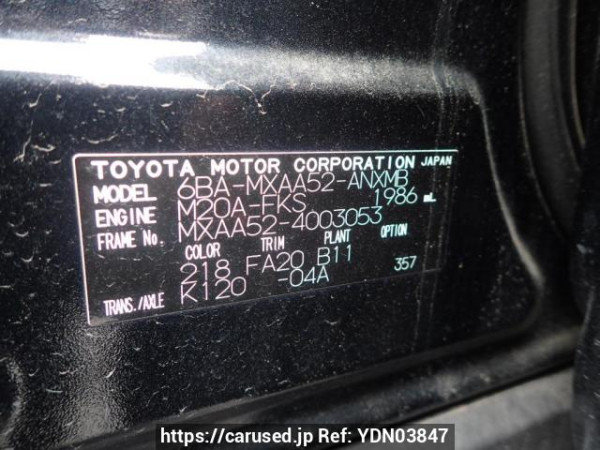 TOYOTA MOTOR CORPORATION JAPAN
MODEL 6BA-MXAA52-ANXMB
ENGINE M20A-FKS 1986 mL
FRAME No. MXAA52-4003053
COLOR TRIM PLANT OPTION
218 FA20 B11
TRANS./AXLE K120 -04A 357
https://carused.jp Ref: YDN03847